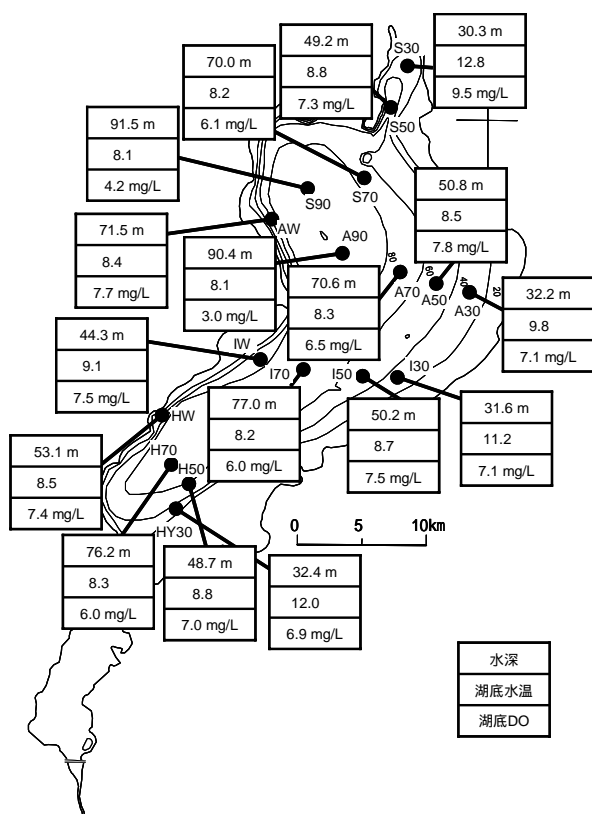 30.3 m
12.8
9.5 mg/L
S30
49.2 m
8.8
7.3 mg/L
S50
70.0 m
8.2
6.1 mg/L
S70
91.5 m
8.1
4.2 mg/L
S90
50.8 m
8.5
7.8 mg/L
A50
71.5 m
8.4
7.7 mg/L
AW
90.4 m
8.1
3.0 mg/L
A90
70.6 m
8.3
6.5 mg/L
A70
80
60
40
20
32.2 m
9.8
7.1 mg/L
A30
44.3 m
9.1
7.5 mg/L
IW
77.0 m
8.2
6.0 mg/L
I70
50.2 m
8.7
7.5 mg/L
I50
31.6 m
11.2
7.1 mg/L
I30
53.1 m
8.5
7.4 mg/L
HW
76.2 m
8.3
6.0 mg/L
H70
48.7 m
8.8
7.0 mg/L
H50
32.4 m
12.0
6.9 mg/L
HY30
0 5 10km
水深
湖底水温
湖底DO